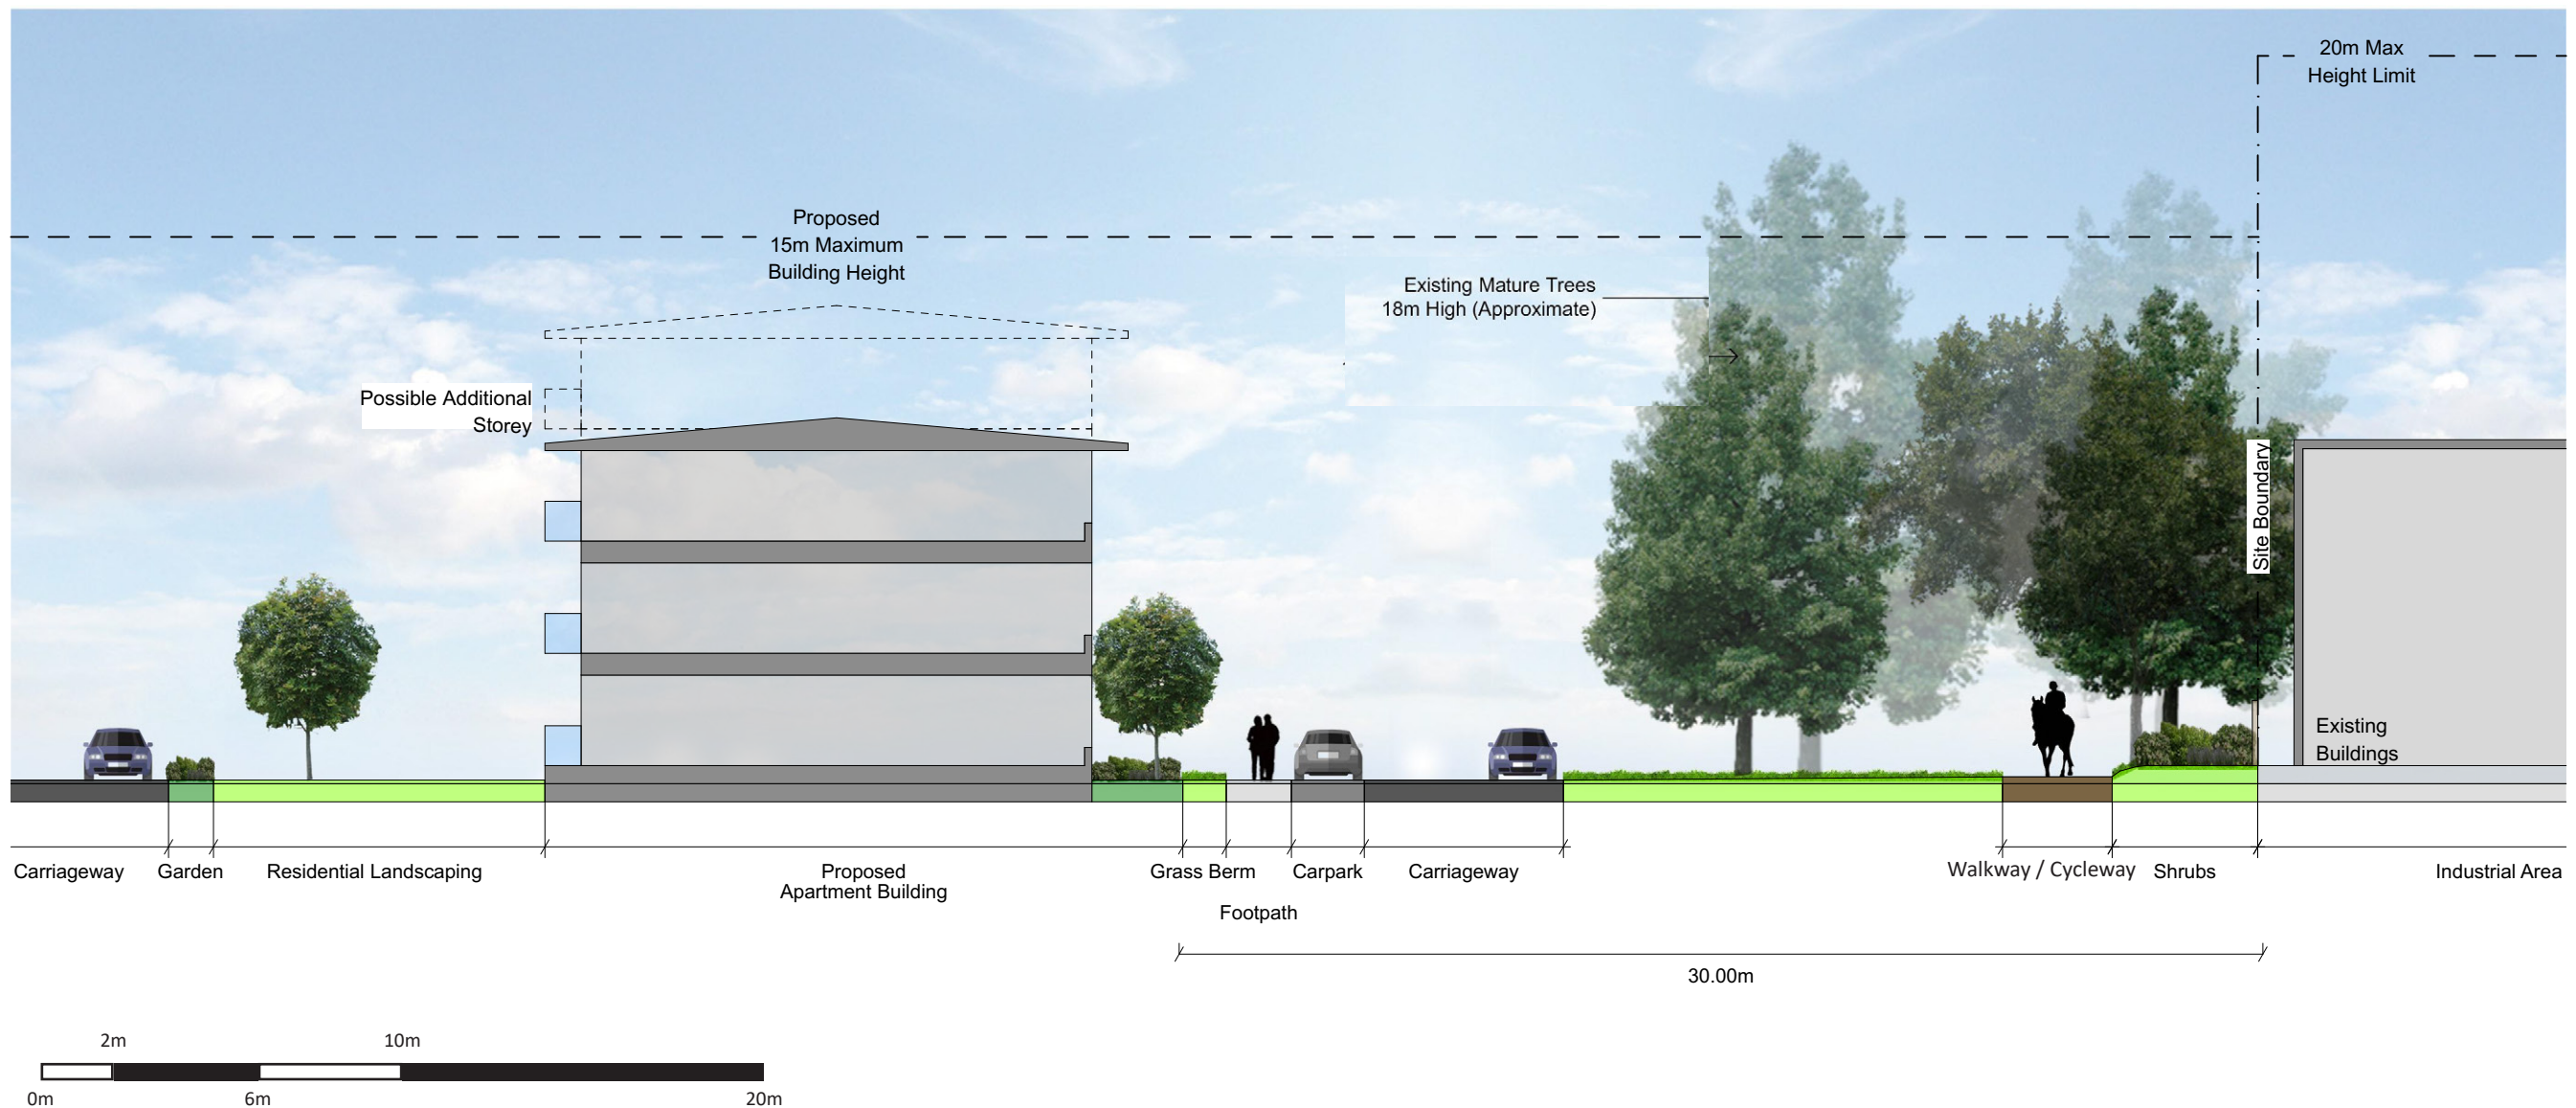 20m Max
Height Limit
Proposed
15m Maximum
Building Height
Existing Mature Trees
18m High (Approximate)
Possible Additional
Storey
Site Boundary
Existing
Buildings
Carriageway
Garden
Residential Landscaping
Proposed
Apartment Building
Grass Berm
Footpath
Carpark
Carriageway
Walkway / Cycleway
Shrubs
Industrial Area
30.00m
2m
10m
0m
6m
20m